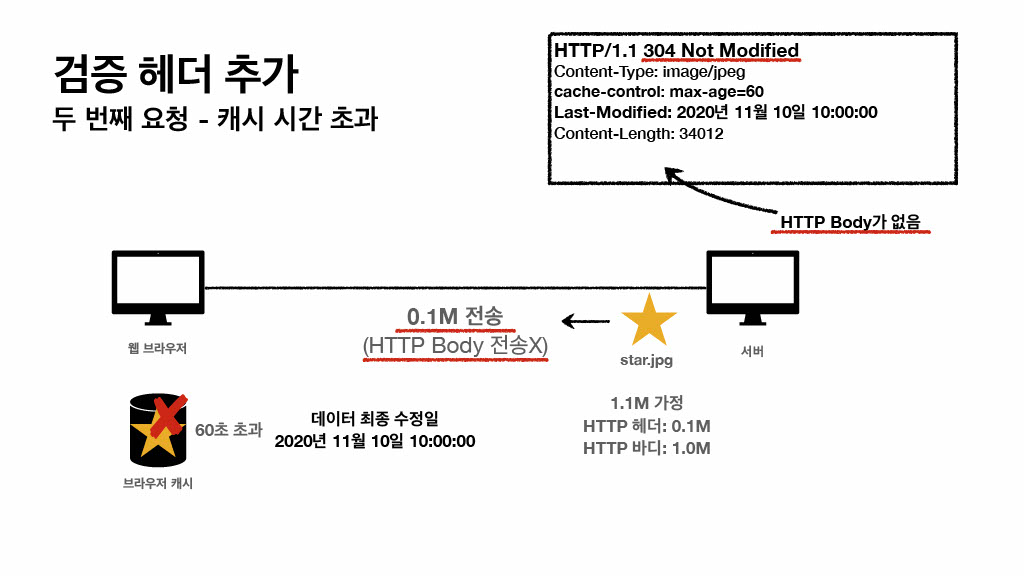 검증 헤더 추가
두 번째 요청 - 캐시 시간 초과
HTTP/1.1 304 Not Modified
Content-Type: image/jpeg
cache-control: max-age=60
Last-Modified: 2020년 11월 10일 10:00:00
Content-Length: 34012
HTTP Body가 없음
0.1M 전송
(HTTP Body 전송X)
star.jpg
웹 브라우저
서버
1.1M 가정
HTTP 헤더: 0.1M
HTTP 바디: 1.0M
60초 초과
데이터 최종 수정일
2020년 11월 10일 10:00:00
브라우저 캐시